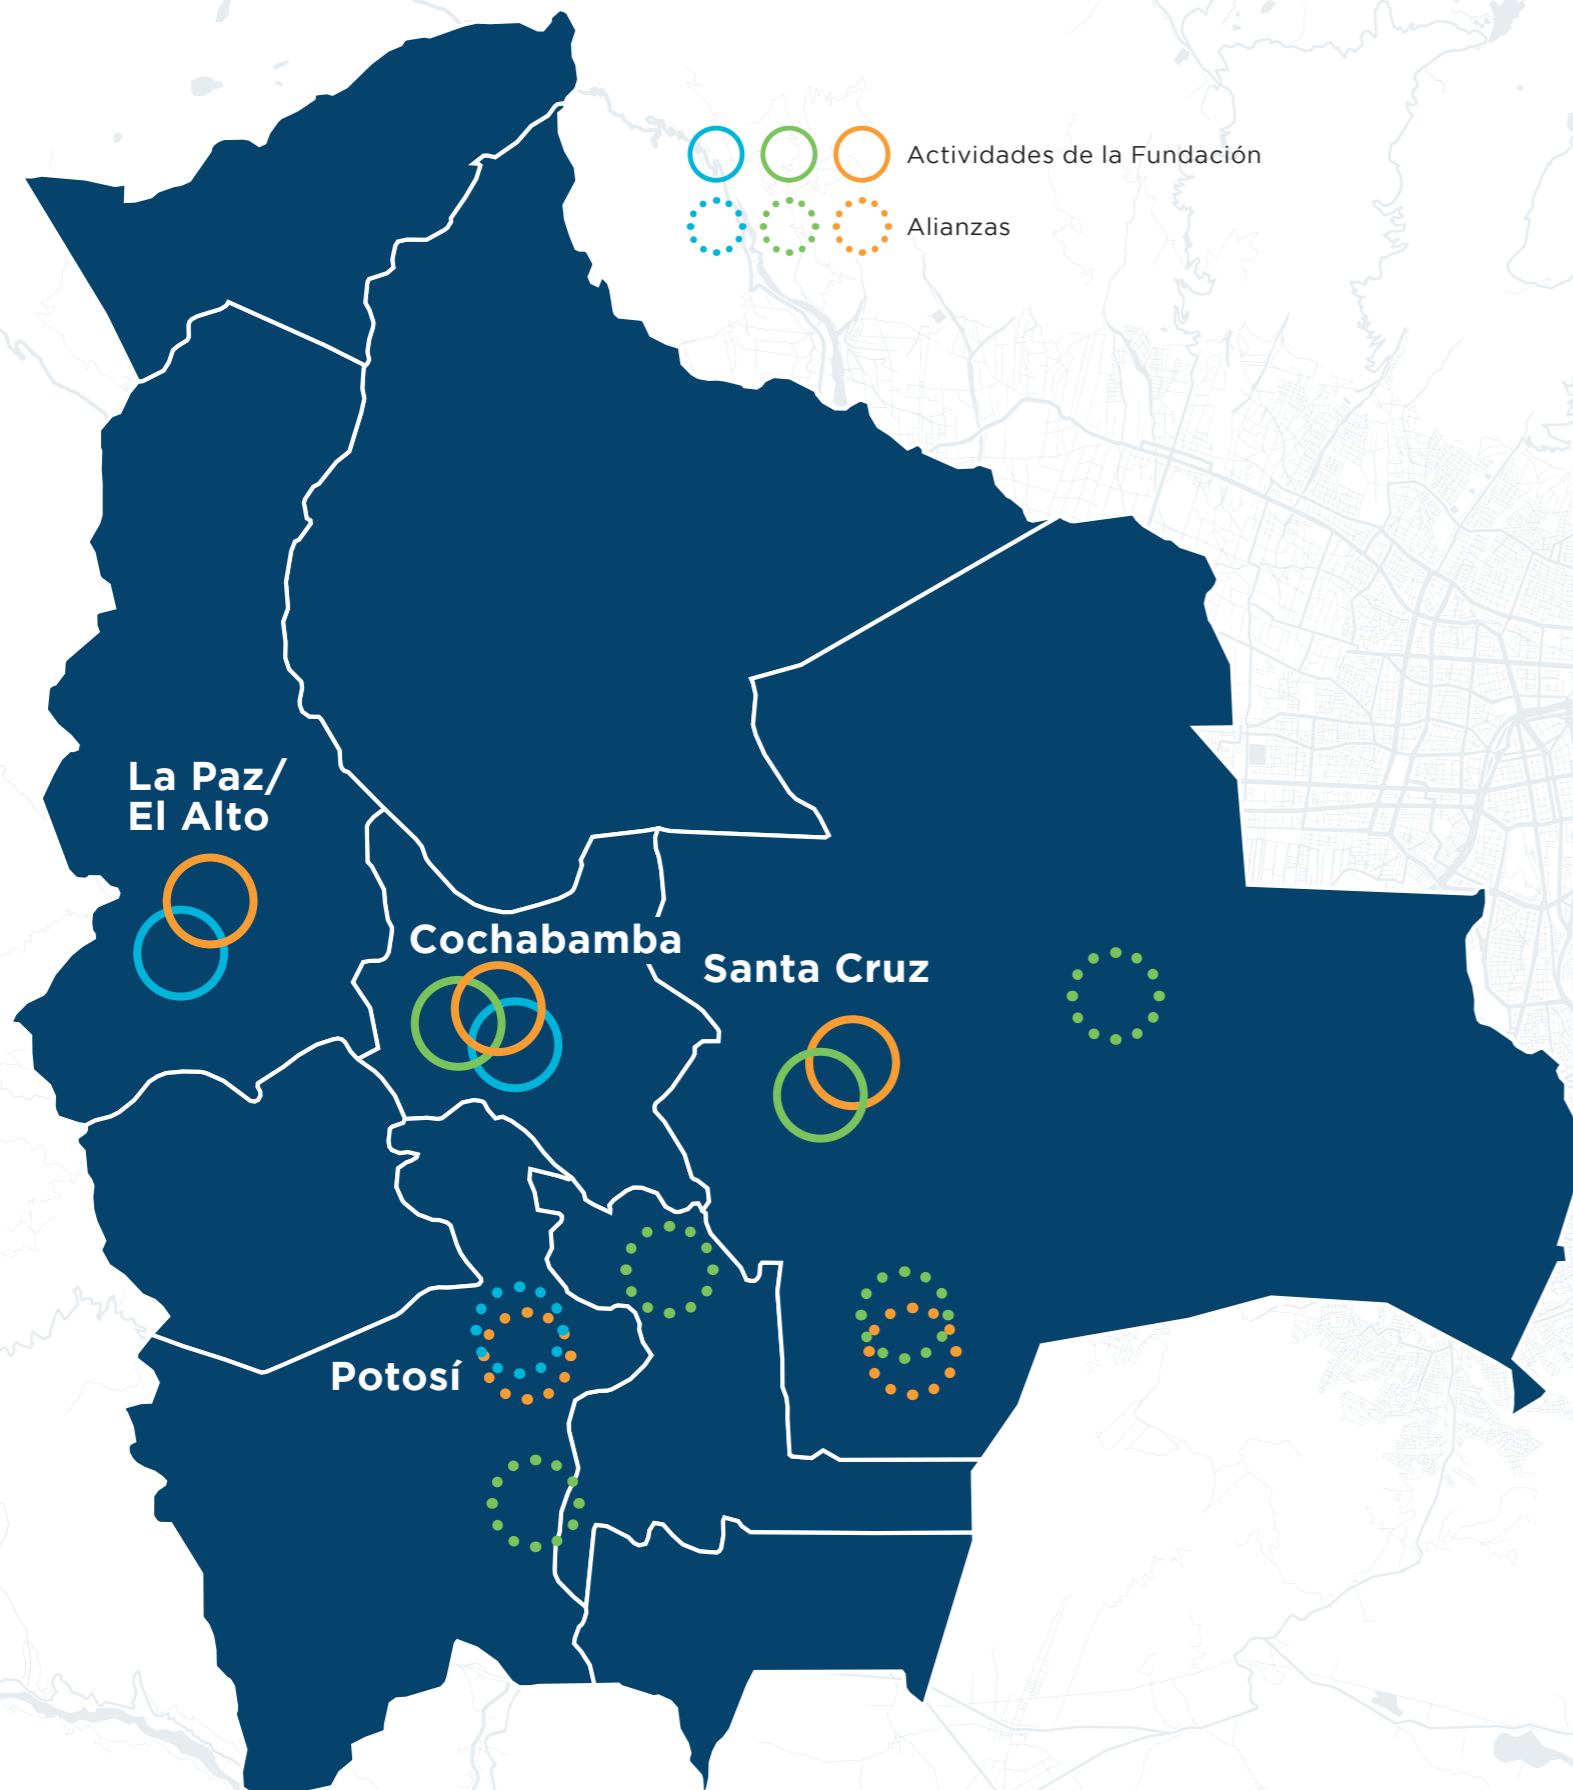 Actividades de la Fundación
Alianzas
La Paz/
El Alto
Cochabamba
Santa Cruz
Potosí